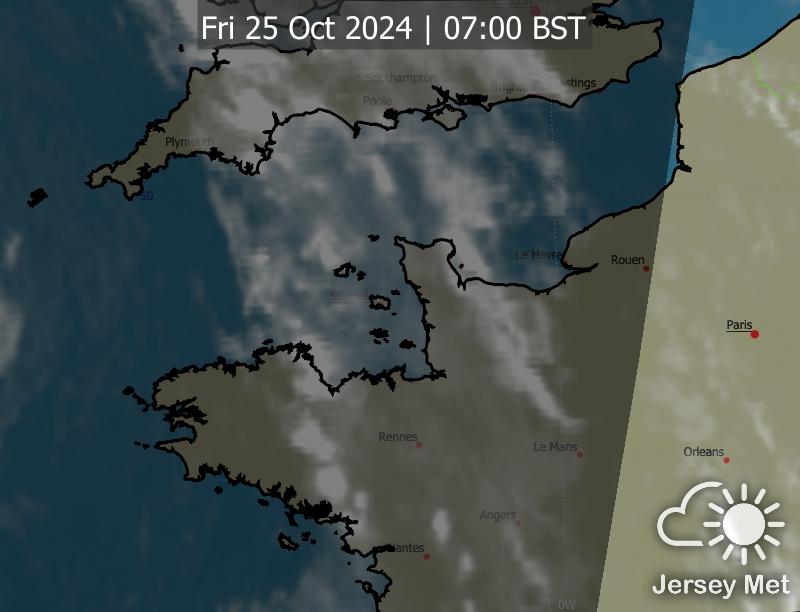 Fri 25 Oct 2024 | 07:00 BST
0W
Southampton
Brighton
Hastings
Poole
Plymouth
50
Le Havre
Rouen
Paris
Rennes
Le Mans
Orleans
Angers
Nantes
0W
Jersey Met